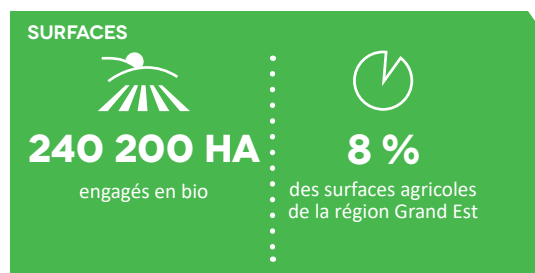 SURFACES
240 200 HA
engagés en bio
8 %
des surfaces agricoles
de la région Grand Est